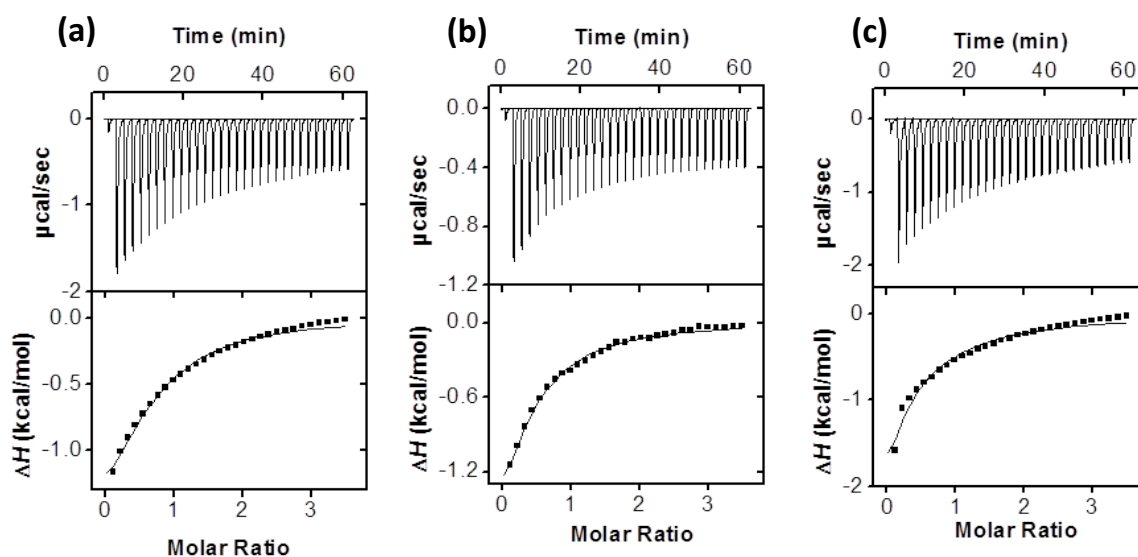 (a)
Time (min)
0 20 40 60
0
-1
-2
µcal/sec
0.0
-0.5
-1.0
ΔH (kcal/mol)
0 1 2 3
Molar Ratio
(b)
Time (min)
0 20 40 60
0.0
-0.4
-0.8
-1.2
µcal/sec
0.0
-0.6
-1.2
ΔH (kcal/mol)
0 1 2 3
Molar Ratio
(c)
Time (min)
0 20 40 60
0
-1
-2
µcal/sec
0
-1
-2
ΔH (kcal/mol)
0 1 2 3
Molar Ratio